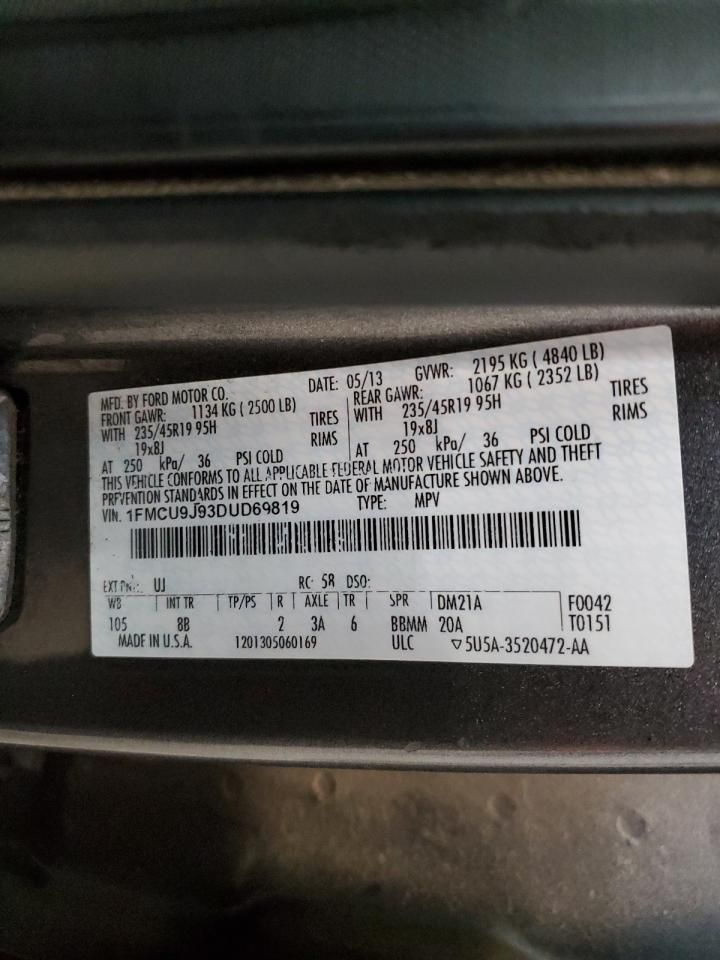 MFD. BY FORD MOTOR CO. DATE: 05/13 GVWR: 2195 KG ( 4840 LB)
FRONT GAWR: 1134 KG ( 2500 LB) REAR GAWR: 1067 KG ( 2352 LB)
WITH 235/45R19 95H TIRES WITH 235/45R19 95H TIRES
19x8J RIMS 19x8J RIMS
AT 250 kPa/ 36 PSI COLD AT 250 kPa/ 36 PSI COLD
THIS VEHICLE CONFORMS TO ALL APPLICABLE FEDERAL MOTOR VEHICLE SAFETY AND THEFT
PREVENTION STANDARDS IN EFFECT ON THE DATE OF MANUFACTURE SHOWN ABOVE.
VIN: 1FMCU9J93DUD69819 TYPE: MPV
EXT PNT: UJ RC: 58 DSO:
WB INT TR TP/PS R AXLE TR SPR DM21A F0042
105 8B 2 3A 6 BBMM 20A T0151
MADE IN U.S.A. 1201305060169 ULC ▽5U5A-3520472-AA